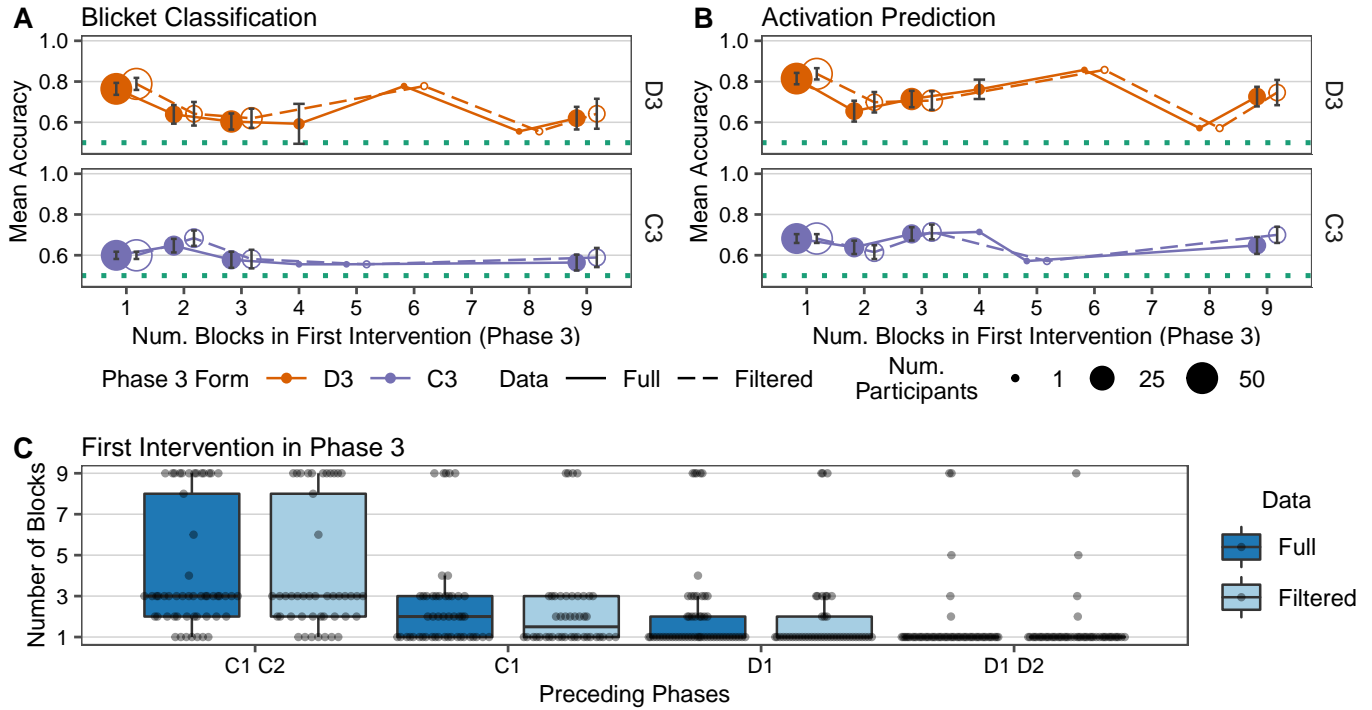 A Blicket Classification
B Activation Prediction
1.0
0.8
0.6
Mean Accuracy
D3
1.0
0.8
0.6
Mean Accuracy
C3
1 2 3 4 5 6 7 8 9
Num. Blocks in First Intervention (Phase 3)
1.0
0.8
0.6
Mean Accuracy
D3
1.0
0.8
0.6
Mean Accuracy
C3
1 2 3 4 5 6 7 8 9
Num. Blocks in First Intervention (Phase 3)
Phase 3 Form D3 C3 Data Full Filtered Num.
Participants 1 25 50
C First Intervention in Phase 3
9
7
5
3
1
Number of Blocks
C1 C2 C1 D1 D1 D2
Preceding Phases
Data
Full
Filtered